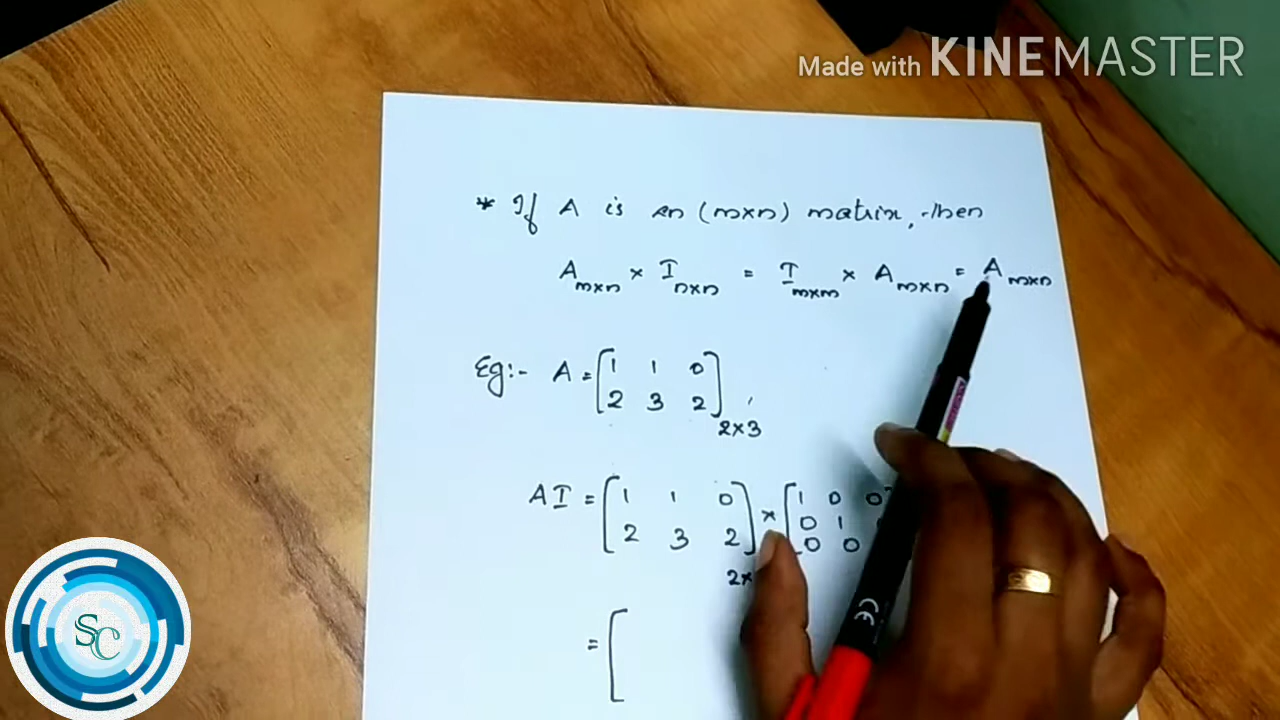 Made with KINEMASTER
* If A is an (m×n) matrix, then
A m×n × I n×n = I m×m × A m×n = A m×n
Eg:- A = [ 1 1 0
2 3 2 ] 2×3
AI = [ 1 1 0 ] × [ 1 0 0
2 3 2 0 1
0 0
2×
= [
SC